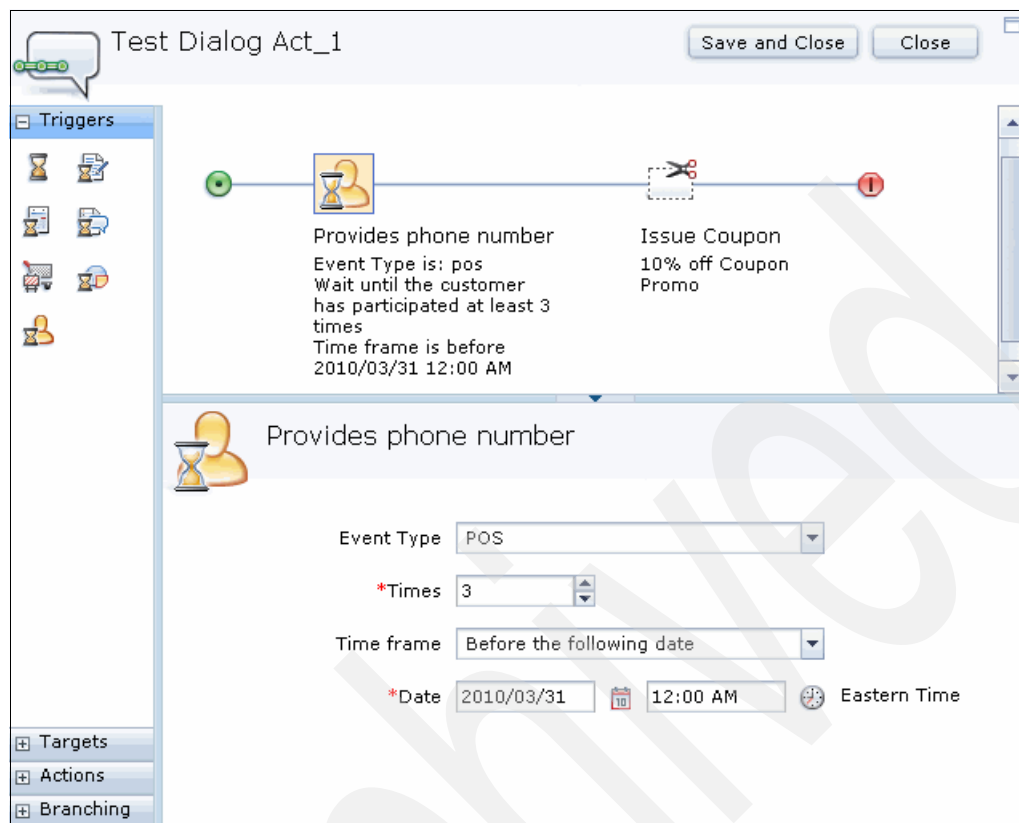 Test Dialog Act_1
Save and Close
Close
Triggers
Provides phone number
Event Type is: pos
Wait until the customer
has participated at least 3
times
Time frame is before
2010/03/31 12:00 AM
Issue Coupon
10% off Coupon
Promo
Provides phone number
Event Type POS
*Times 3
Time frame Before the following date
*Date 2010/03/31 10 12:00 AM Eastern Time
Targets
Actions
Branching